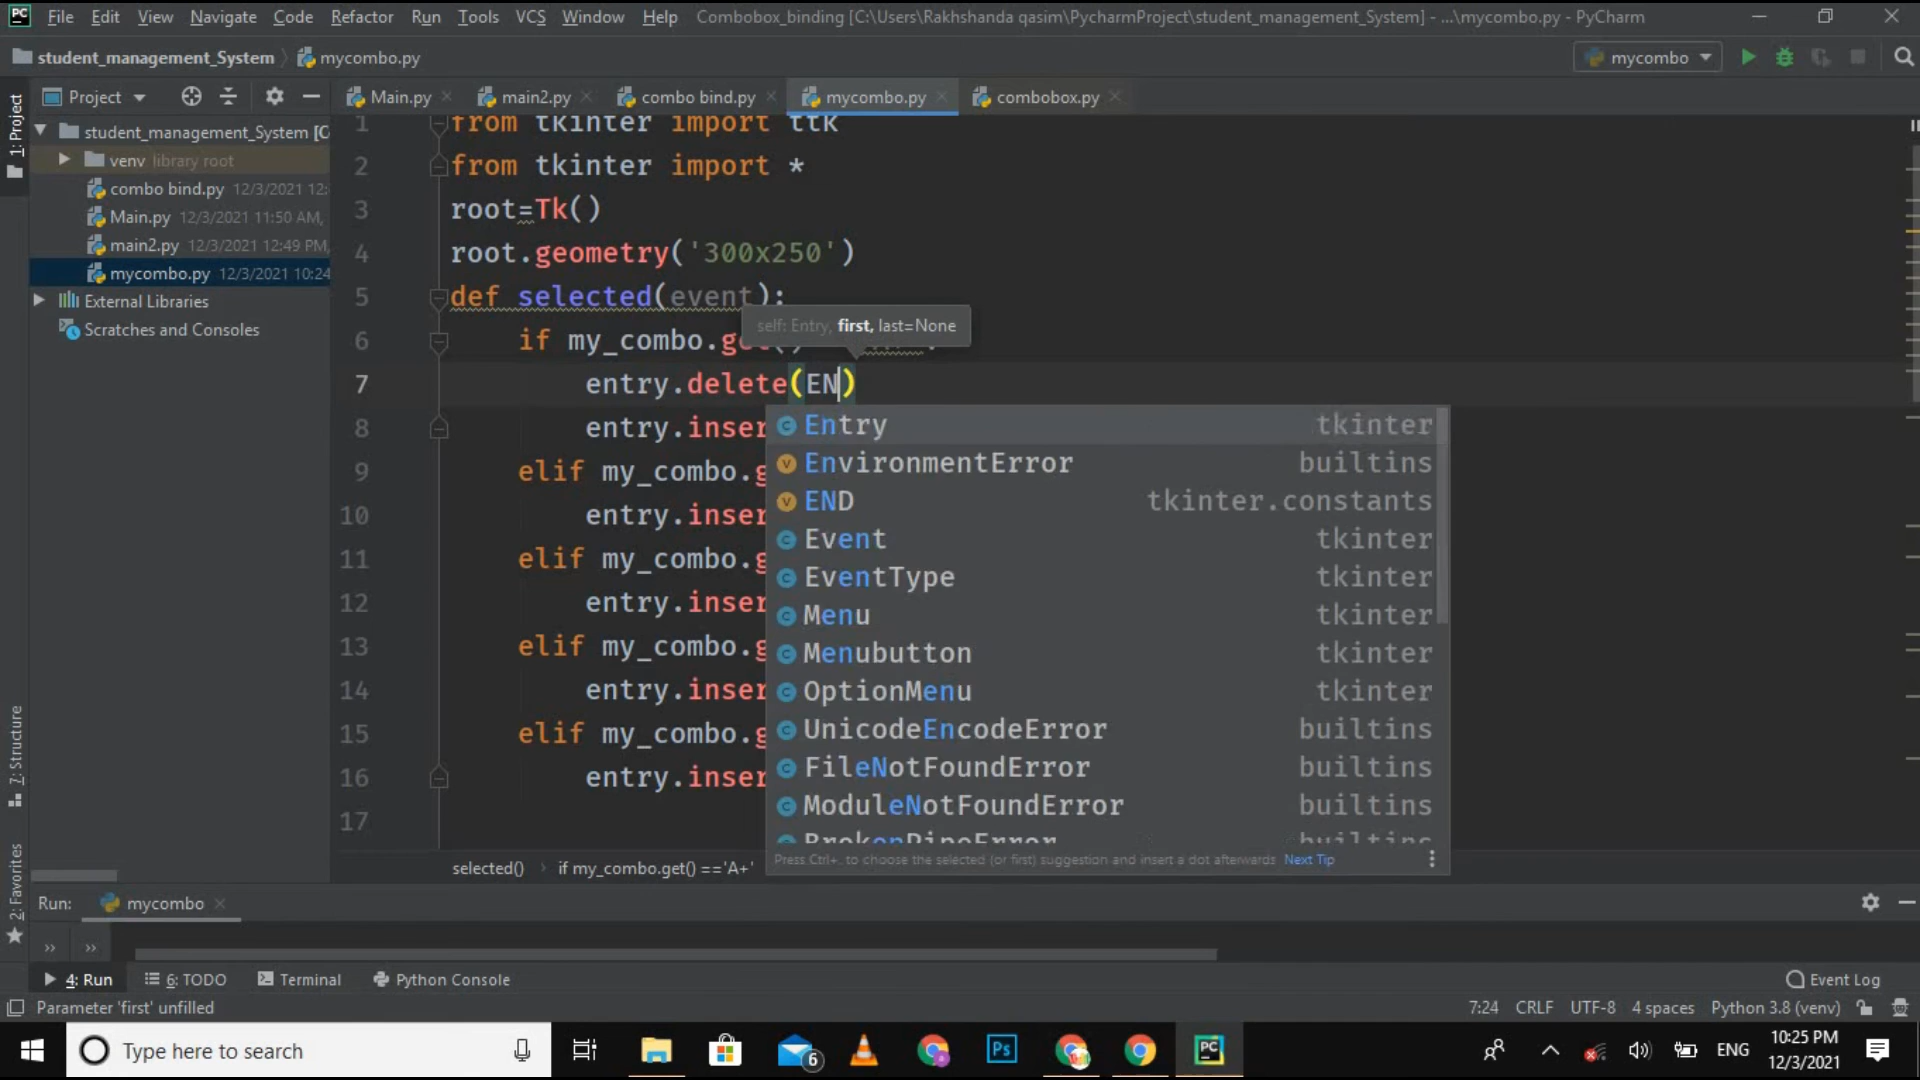 PC File Edit View Navigate Code Refactor Run Tools VCS Window Help Combobox_binding [C:\Users\Rakhshanda qasim\PycharmProject\student_management_System] - ...\mycombo.py - PyCharm
student_management_System mycombo.py mycombo
1: Project
Project
Main.py main2.py combo bind.py mycombo.py combobox.py
student_management_System [C
venv library root
combo bind.py 12/3/2021 12:
Main.py 12/3/2021 11:50 AM,
main2.py 12/3/2021 12:49 PM,
mycombo.py 12/3/2021 10:24
External Libraries
Scratches and Consoles
1 from tkinter import ttk
2 from tkinter import *
3 root=Tk()
4 root.geometry('300x250')
5 def selected(event):
self: Entry, first, last=None
6 if my_combo.get()
7 entry.delete(EN)
8 entry.inser
9 elif my_combo.g
10 entry.inser
11 elif my_combo.g
12 entry.inser
13 elif my_combo.g
14 entry.inser
15 elif my_combo.g
16 entry.inser
17
Entry tkinter
EnvironmentError builtins
END tkinter.constants
Event tkinter
EventType tkinter
Menu tkinter
Menubutton tkinter
OptionMenu tkinter
UnicodeEncodeError builtins
FileNotFoundError builtins
ModuleNotFoundError builtins
BrokenPipeError builtins
Press Ctrl+. to choose the selected (or first) suggestion and insert a dot afterwards Next Tip
selected() if my_combo.get() =='A+'
7: Structure
2: Favorites
Run: mycombo
4: Run 6: TODO Terminal Python Console Event Log
Parameter 'first' unfilled 7:24 CRLF UTF-8 4 spaces Python 3.8 (venv)
Type here to search 6 Ps PC ENG 10:25 PM
12/3/2021